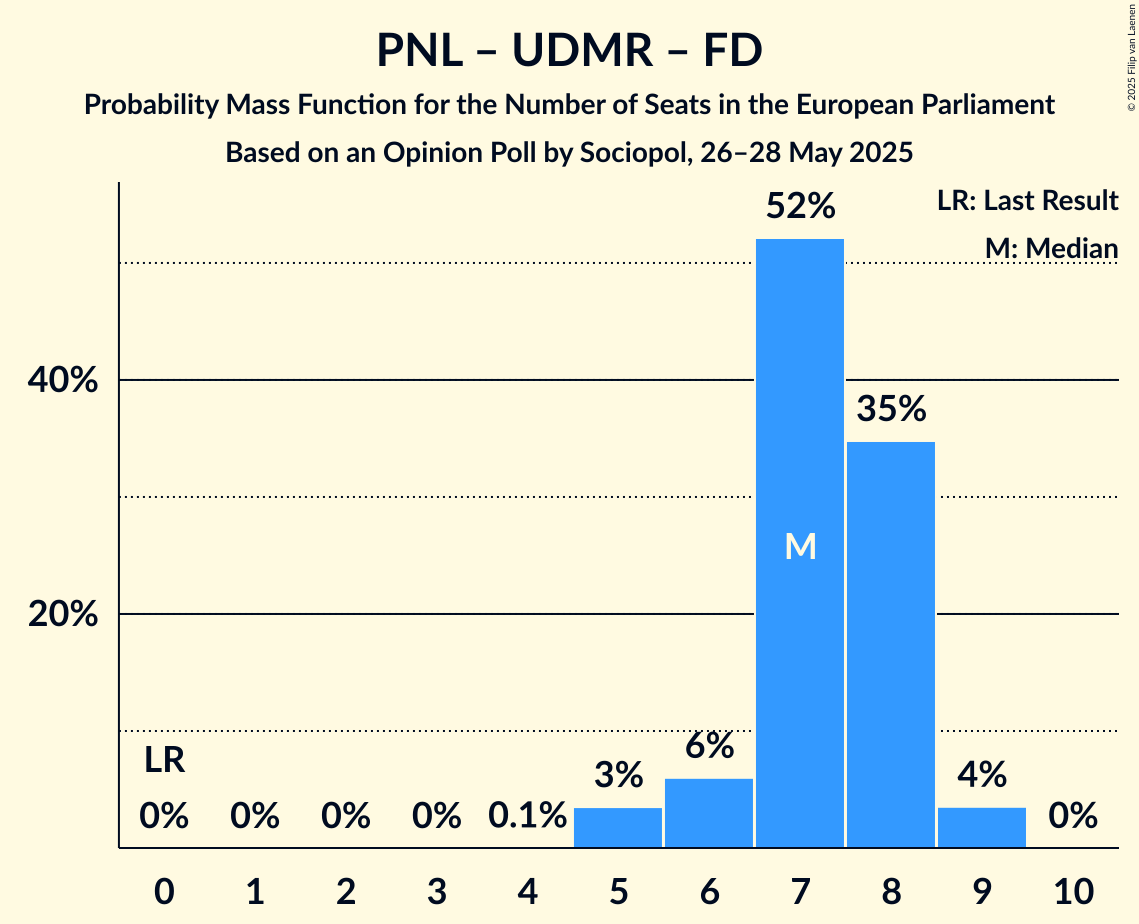 PNL – UDMR – FD
Probability Mass Function for the Number of Seats in the European Parliament
Based on an Opinion Poll by Sociopol, 26–28 May 2025
© 2025 Filip van Laenen
LR: Last Result
M: Median
52%
40%
35%
M
20%
LR
6%
3%
4%
0%
0%
0%
0%
0.1%
0%
0 1 2 3 4 5 6 7 8 9 10